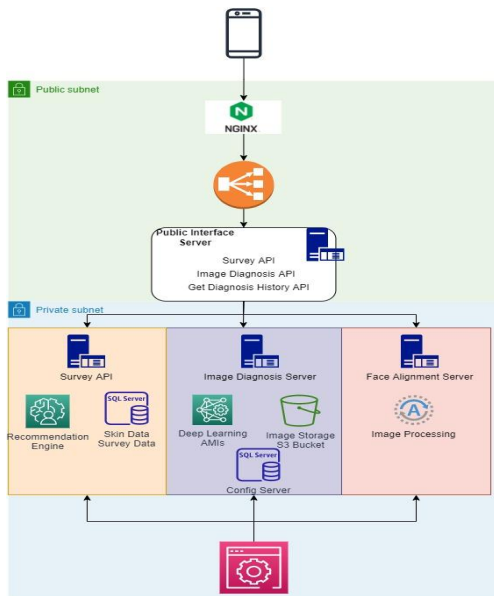 Public subnet
NGINX
Public Interface
Server
Survey API
Image Diagnosis API
Get Diagnosis History API
Private subnet
Survey API
Image Diagnosis Server
Face Alignment Server
SQL Server
A
Recommendation
Engine
Skin Data
Survey Data
Deep Learning
AMIs
Image Storage
S3 Bucket
Image Processing
SQL Server
Config Server